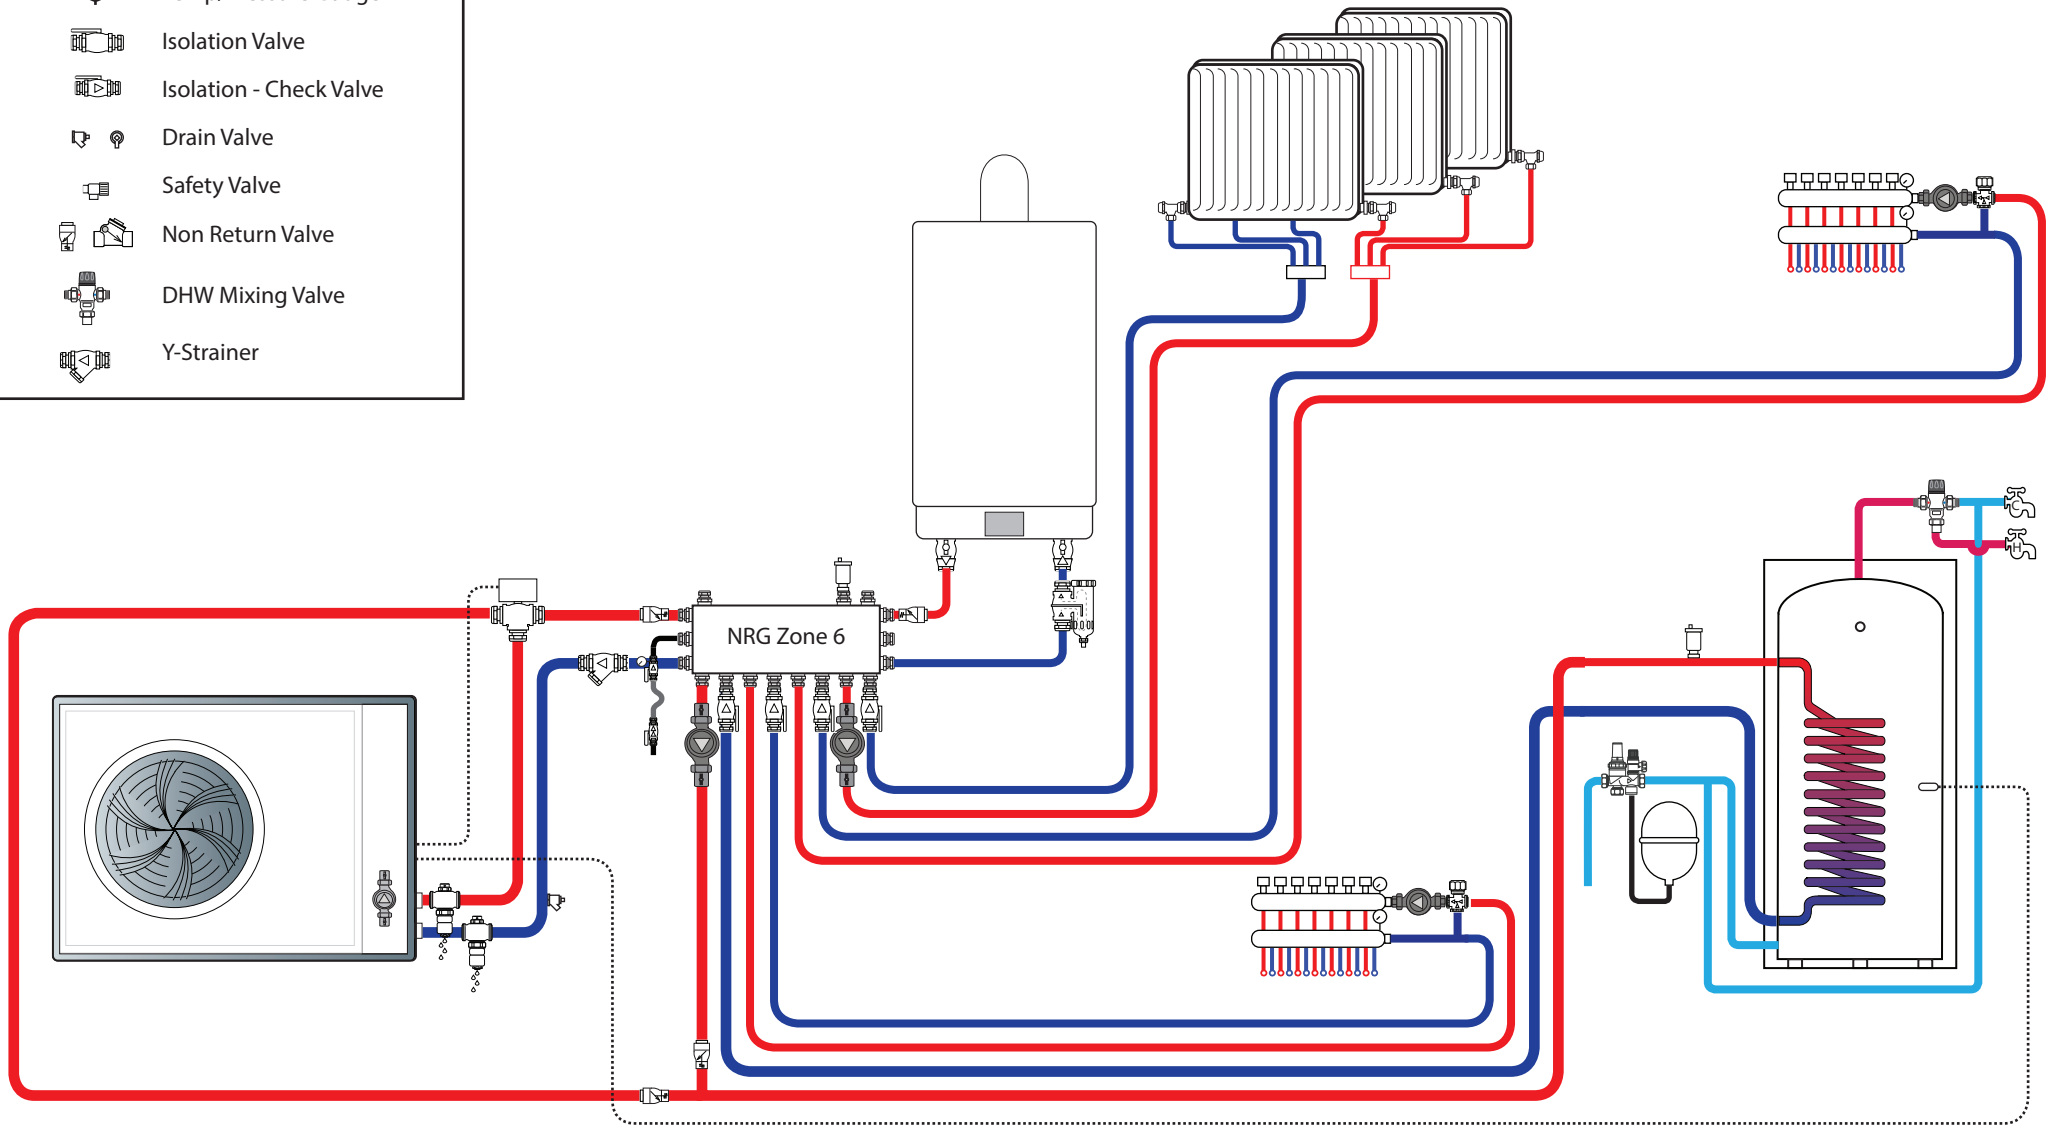 Isolation Valve
Isolation - Check Valve
Drain Valve
Safety Valve
Non Return Valve
DHW Mixing Valve
Y-Strainer
NRG Zone 6
C
H